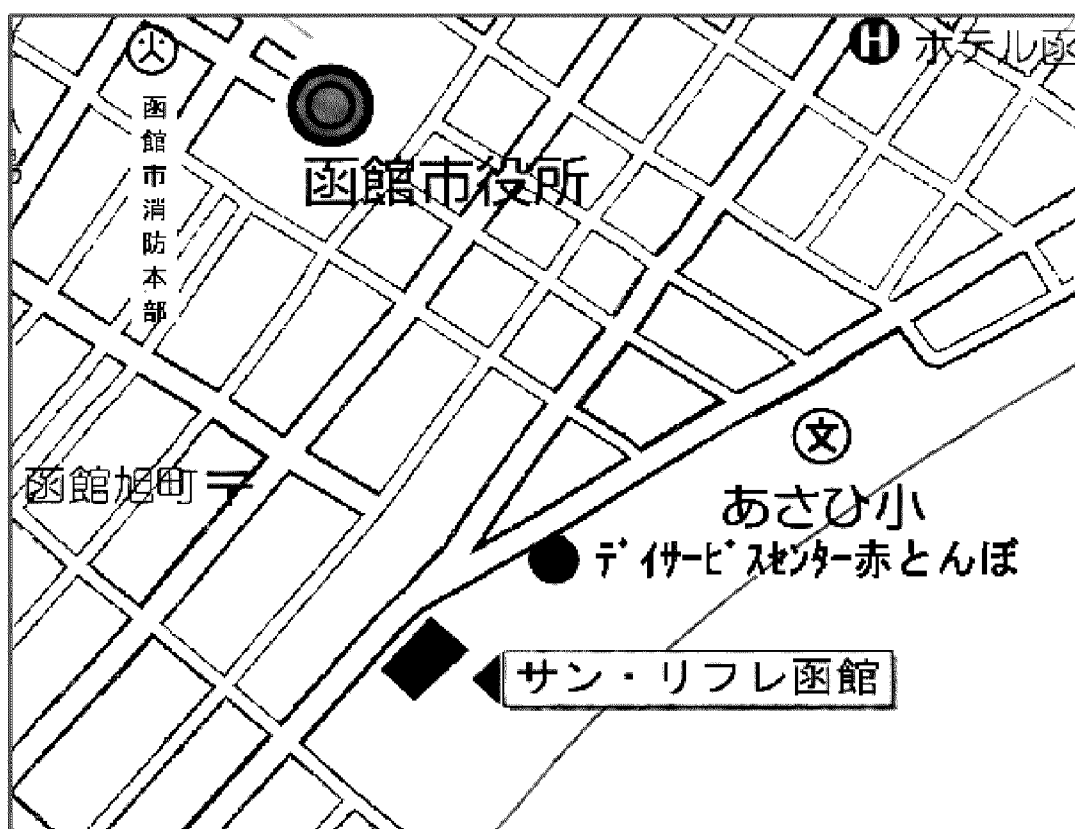 火
H ホテル函
函館市消防本部
函館市役所
函館旭町〒
文
あさひ小
デイサービスセンター赤とんぼ
サン・リフレ函館